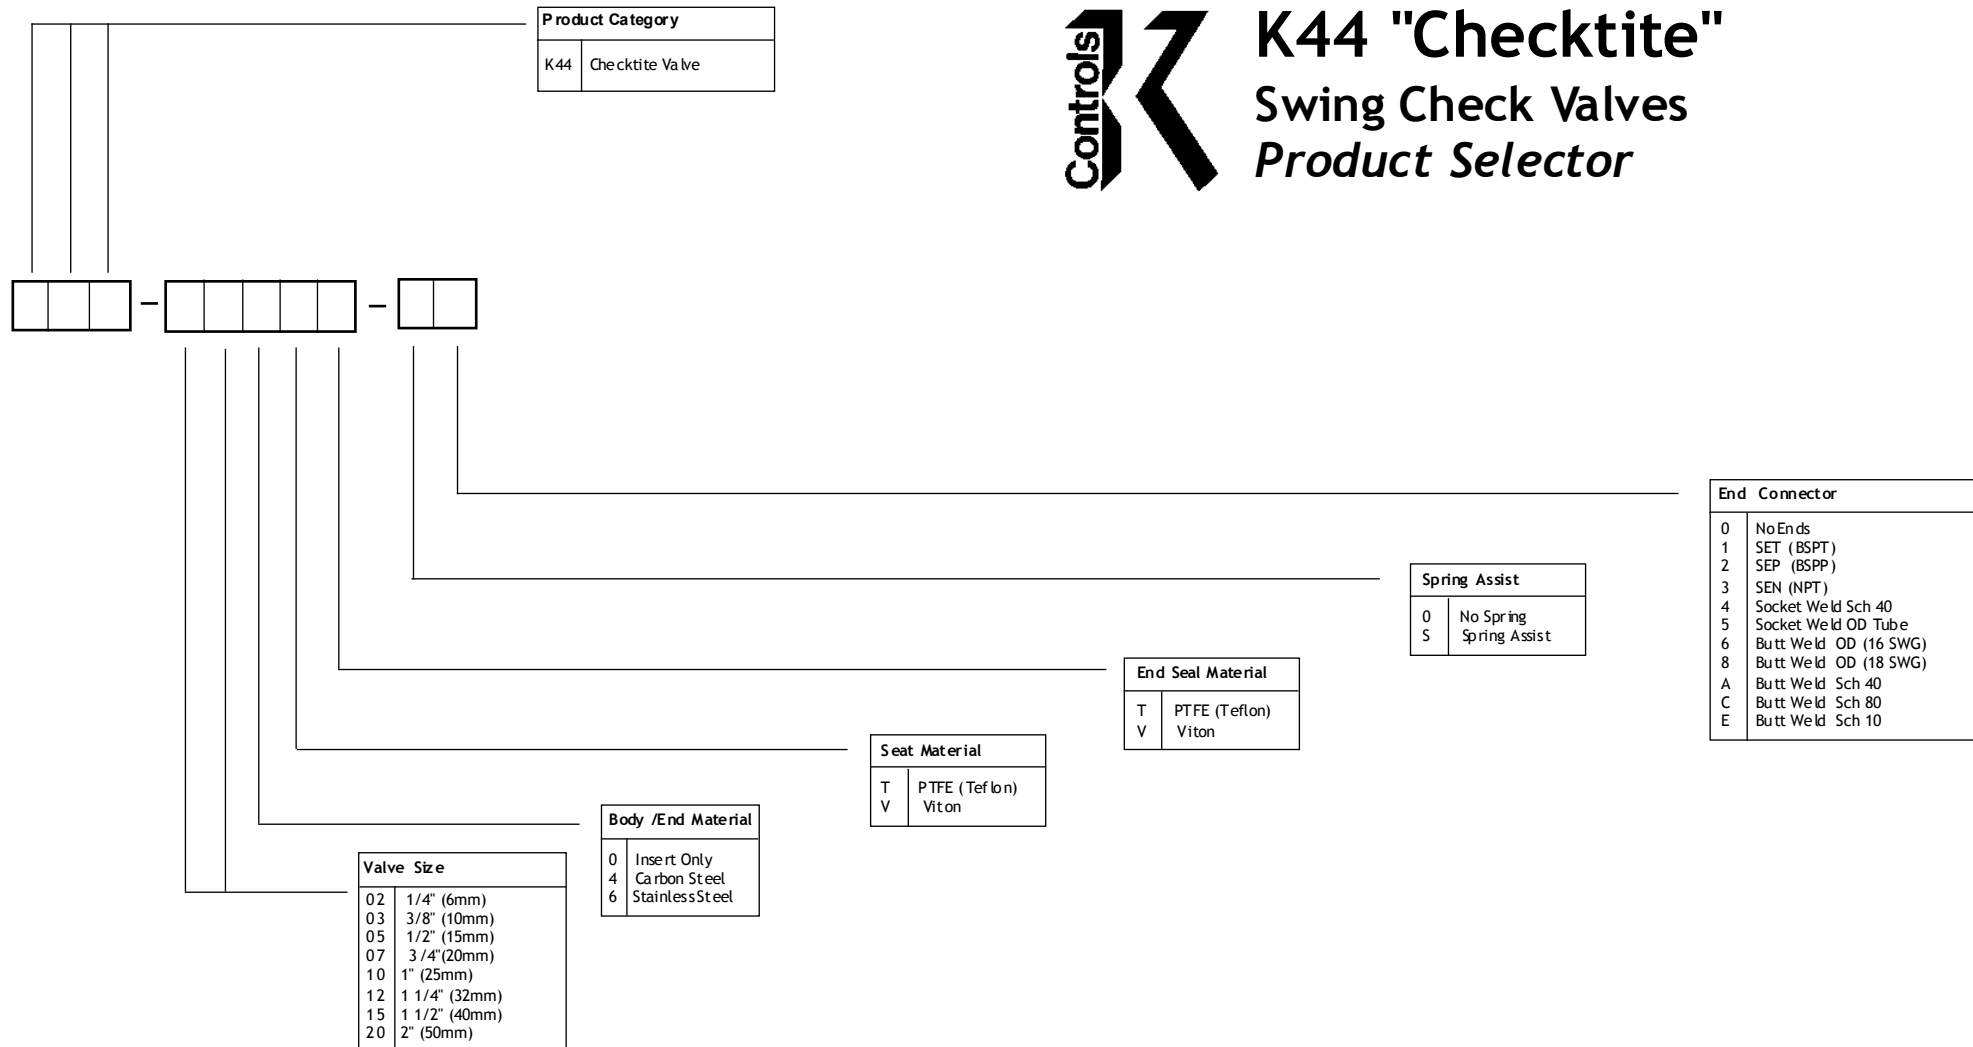 Product Category
K44 Checktite Valve
Controls
K
K44 "Checktite"
Swing Check Valves
Product Selector
– –
End Connector
0 No Ends
1 SET (BSPT)
2 SEP (BSPP)
3 SEN (NPT)
4 Socket Weld Sch 40
5 Socket Weld OD Tube
6 Butt Weld OD (16 SWG)
8 Butt Weld OD (18 SWG)
A Butt Weld Sch 40
C Butt Weld Sch 80
E Butt Weld Sch 10
Spring Assist
0 No Spring
S Spring Assist
End Seal Material
T PTFE (Teflon)
V Viton
Seat Material
T PTFE (Teflon)
V Viton
Body /End Material
0 Insert Only
4 Carbon Steel
6 Stainless Steel
Valve Size
02 1/4" (6mm)
03 3/8" (10mm)
05 1/2" (15mm)
07 3/4"(20mm)
10 1" (25mm)
12 1 1/4" (32mm)
15 1 1/2" (40mm)
20 2" (50mm)